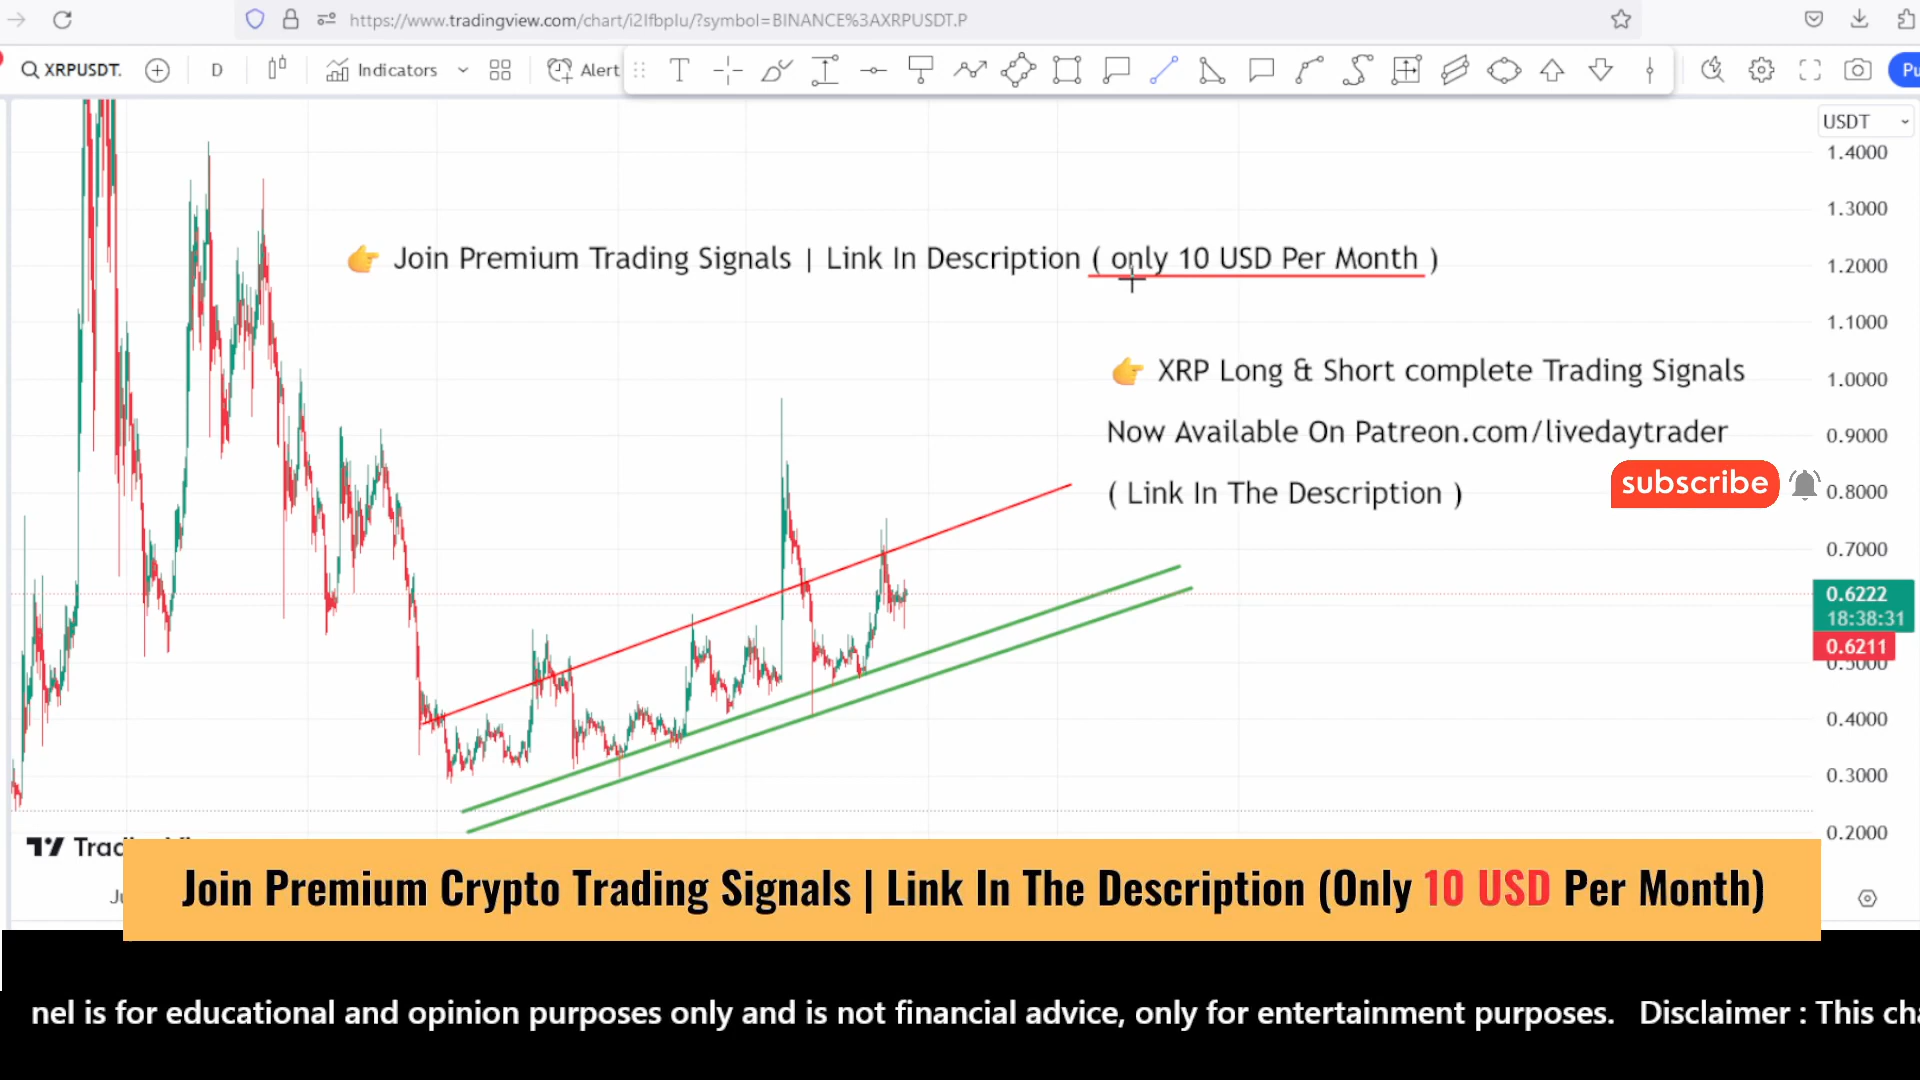 https://www.tradingview.com/chart/i2lfbplu/?symbol=BINANCE%3AXRPUSDT.P
XRPUSDT.
D
Indicators
Alert
USDT
1.4000
1.3000
👉 Join Premium Trading Signals | Link In Description ( only 10 USD Per Month )
1.2000
1.1000
👉 XRP Long & Short complete Trading Signals
1.0000
Now Available On Patreon.com/livedaytrader
0.9000
( Link In The Description )
subscribe
0.8000
0.7000
0.6222
18:38:31
0.6211
0.5000
0.4000
0.3000
0.2000
Join Premium Crypto Trading Signals | Link In The Description (Only 10 USD Per Month)
nel is for educational and opinion purposes only and is not financial advice, only for entertainment purposes. Disclaimer : This cha